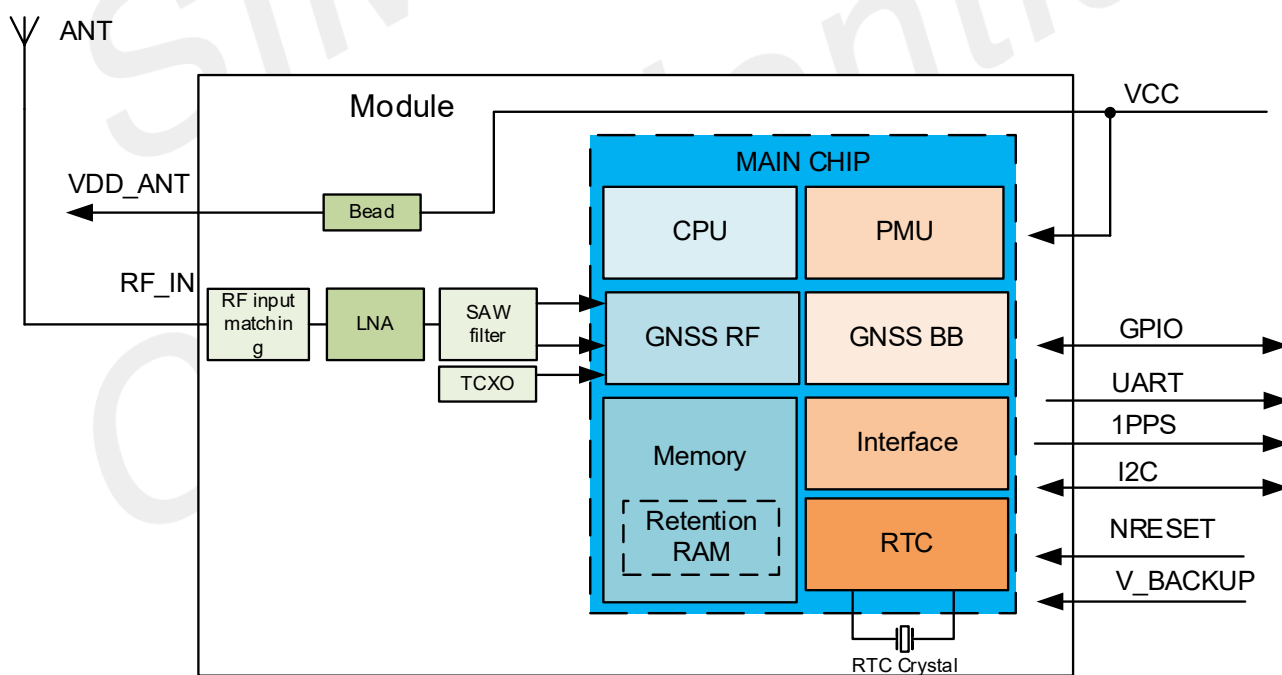 ANT
Module
VCC
MAIN CHIP
VDD_ANT
Bead
CPU
PMU
RF_IN
RF input
matchin
g
LNA
SAW
filter
GNSS RF
GNSS BB
GPIO
TCXO
UART
1PPS
Memory
Interface
I2C
Retention
RAM
RTC
NRESET
V_BACKUP
RTC Crystal